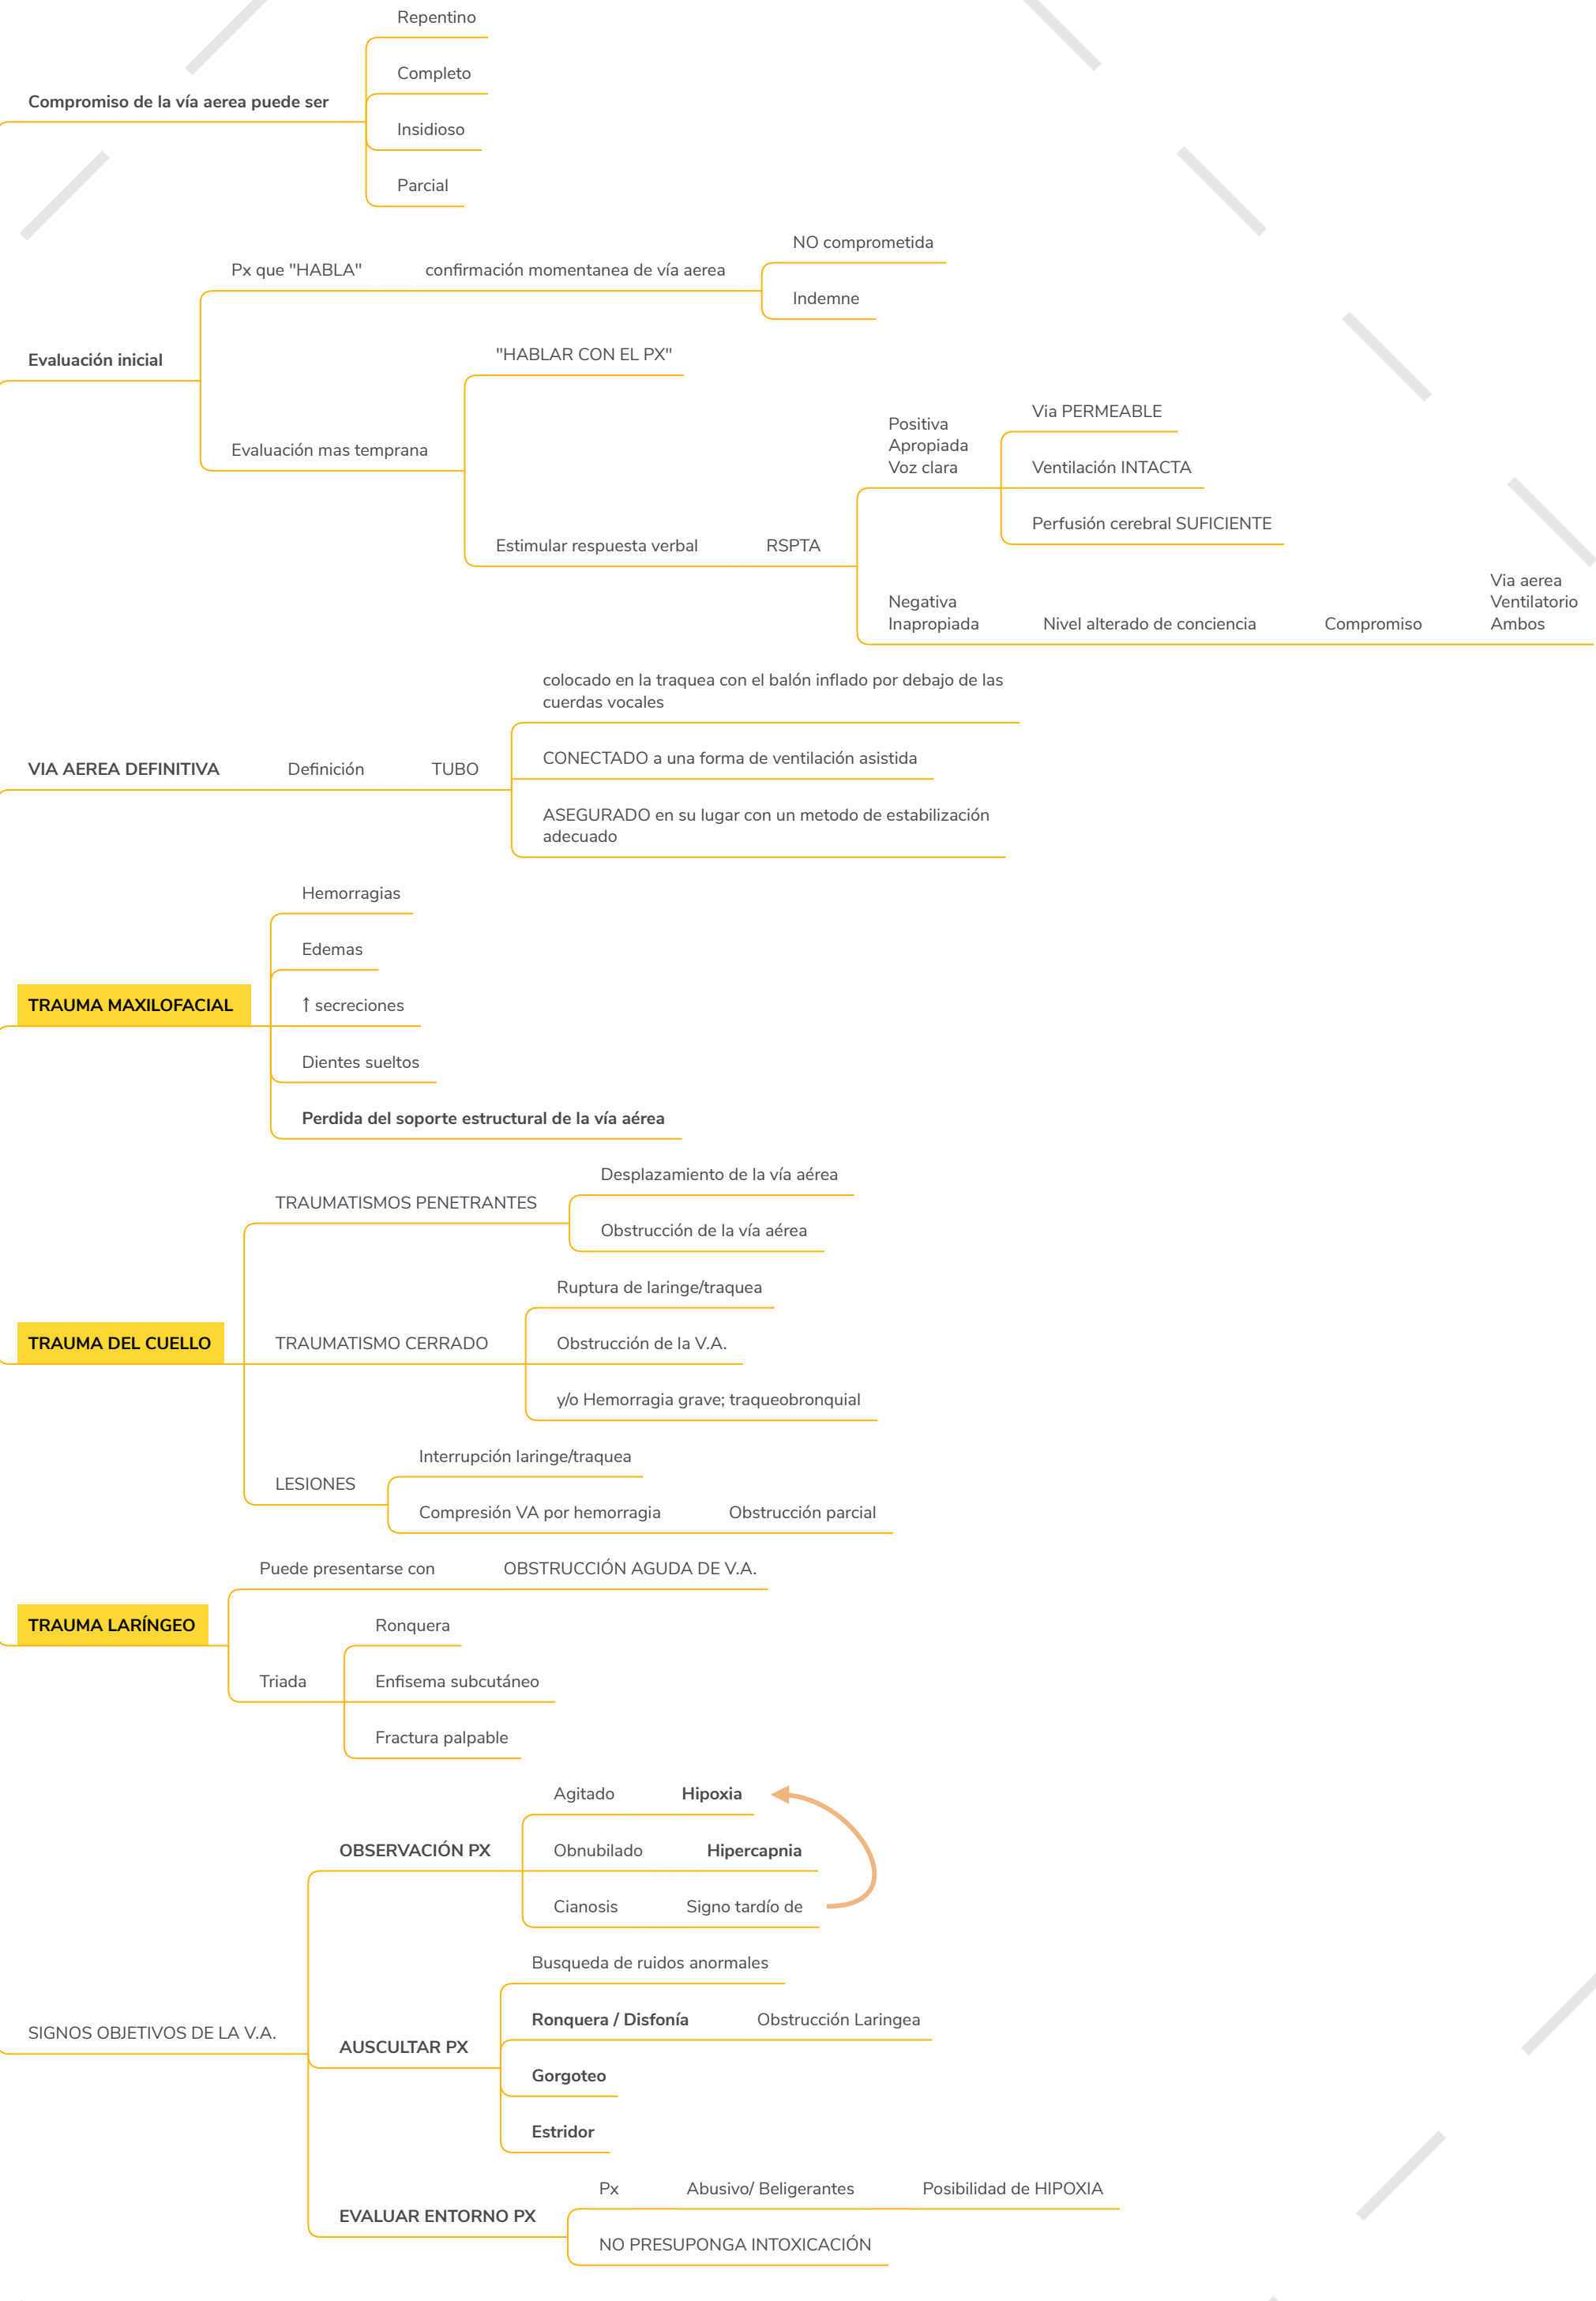 Compromiso de la vía aerea puede ser
Repentino
Completo
Insidioso
Parcial
Evaluación inicial
Px que "HABLA"
confirmación momentanea de vía aerea
NO comprometida
Indemne
Evaluación mas temprana
"HABLAR CON EL PX"
Estimular respuesta verbal
RSPTA
Positiva
Apropiada
Voz clara
Via PERMEABLE
Ventilación INTACTA
Perfusión cerebral SUFICIENTE
Negativa
Inapropiada
Nivel alterado de conciencia
Compromiso
Via aerea
Ventilatorio
Ambos
VIA AEREA DEFINITIVA
Definición
TUBO
colocado en la traquea con el balón inflado por debajo de las
cuerdas vocales
CONECTADO a una forma de ventilación asistida
ASEGURADO en su lugar con un metodo de estabilización
adecuado
TRAUMA MAXILOFACIAL
Hemorragias
Edemas
↑ secreciones
Dientes sueltos
Perdida del soporte estructural de la vía aérea
TRAUMA DEL CUELLO
TRAUMATISMOS PENETRANTES
Desplazamiento de la vía aérea
Obstrucción de la vía aérea
TRAUMATISMO CERRADO
Ruptura de laringe/traquea
Obstrucción de la V.A.
y/o Hemorragia grave; traqueobronquial
LESIONES
Interrupción laringe/traquea
Compresión VA por hemorragia
Obstrucción parcial
TRAUMA LARÍNGEO
Puede presentarse con
OBSTRUCCIÓN AGUDA DE V.A.
Triada
Ronquera
Enfisema subcutáneo
Fractura palpable
SIGNOS OBJETIVOS DE LA V.A.
OBSERVACIÓN PX
Agitado
Hipoxia
Obnubilado
Hipercapnia
Cianosis
Signo tardío de
AUSCULTAR PX
Busqueda de ruidos anormales
Ronquera / Disfonía
Obstrucción Laringea
Gorgoteo
Estridor
EVALUAR ENTORNO PX
Px
Abusivo/ Beligerantes
Posibilidad de HIPOXIA
NO PRESUPONGA INTOXICACIÓN